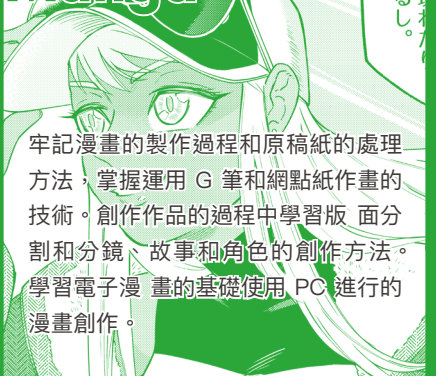 Manga
牢記漫畫的製作過程和原稿紙的處理
方法，掌握運用 G 筆和網點紙作畫的
技術。創作作品的過程中學習版 面分
割和分鏡、故事和角色的創作方法。
學習電子漫 畫的基礎使用 PC 進行的
漫畫創作。